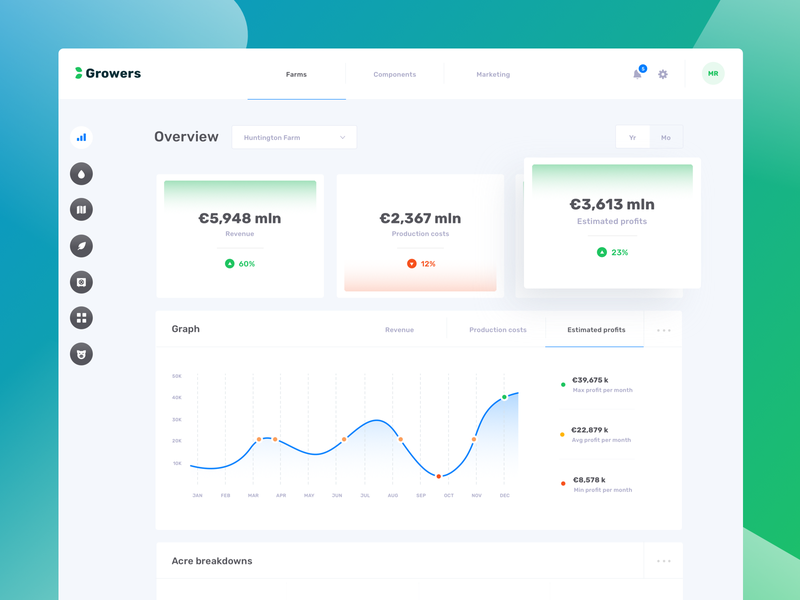 Growers
Farms
Components
Marketing
MR
Overview
Huntington Farm
Yr
Mo
€5,948 mln
Revenue
60%
€2,367 mln
Production costs
12%
€3,613 mln
Estimated profits
23%
Graph
Revenue
Production costs
Estimated profits
50K
40K
30K
20K
10K
JAN FEB MAR APR MAY JUN JUL AUG SEP OCT NOV DEC
€39,675 k
Max profit per month
€22,879 k
Avg profit per month
€8,578 k
Min profit per month
Acre breakdowns